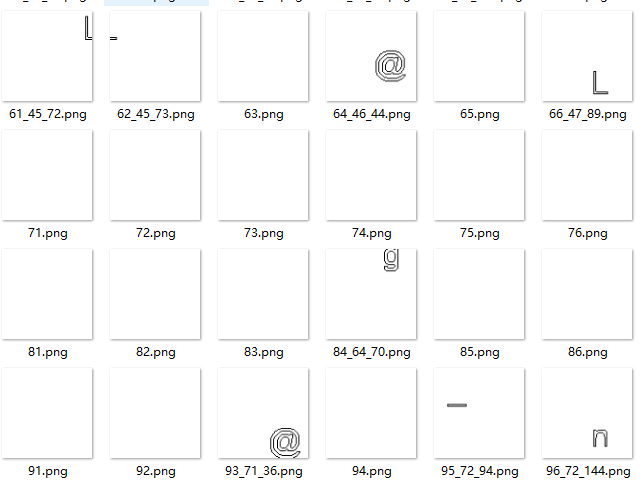 L
@
L
61_45_72.png 62_45_73.png 63.png 64_46_44.png 65.png 66_47_89.png
71.png 72.png 73.png 74.png 75.png 76.png
g
81.png 82.png 83.png 84_64_70.png 85.png 86.png
@ — n
91.png 92.png 93_71_36.png 94.png 95_72_94.png 96_72_144.png